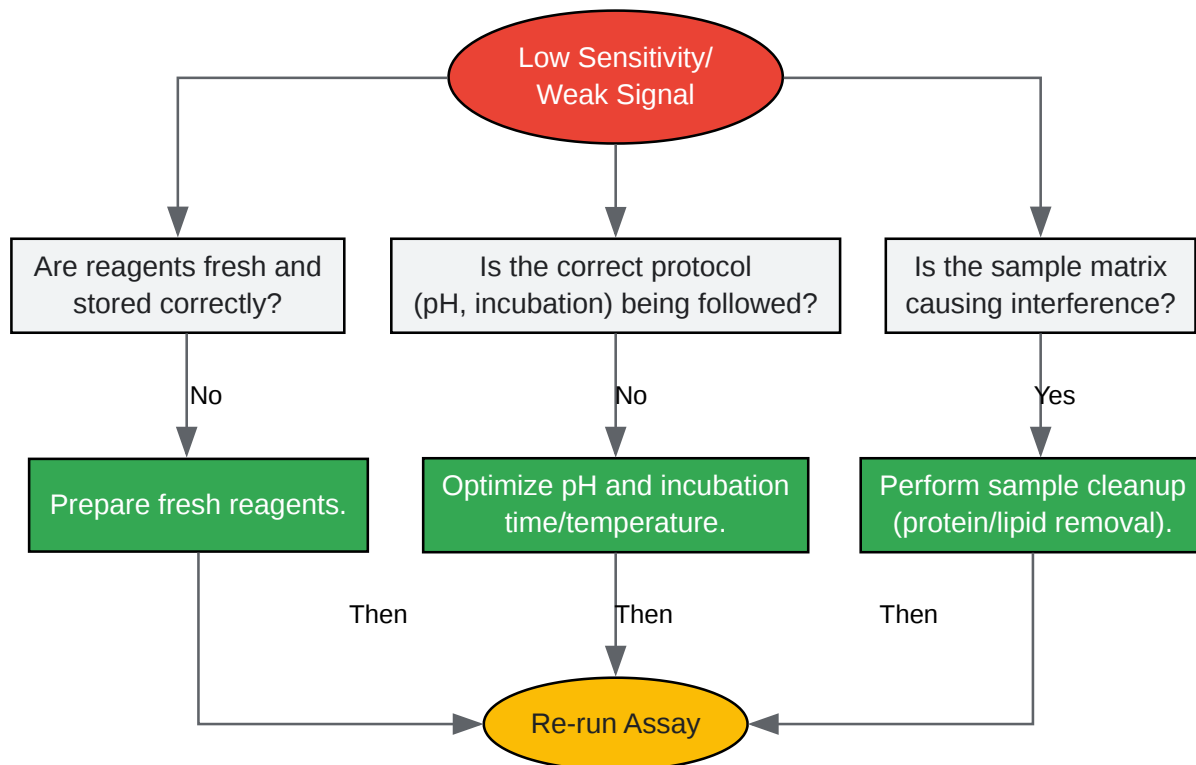 Low Sensitivity/
Weak Signal
Are reagents fresh and
stored correctly?
Is the correct protocol
(pH, incubation) being followed?
Is the sample matrix
causing interference?
No
No
Yes
Prepare fresh reagents.
Optimize pH and incubation
time/temperature.
Perform sample cleanup
(protein/lipid removal).
Then
Then
Then
Re-run Assay